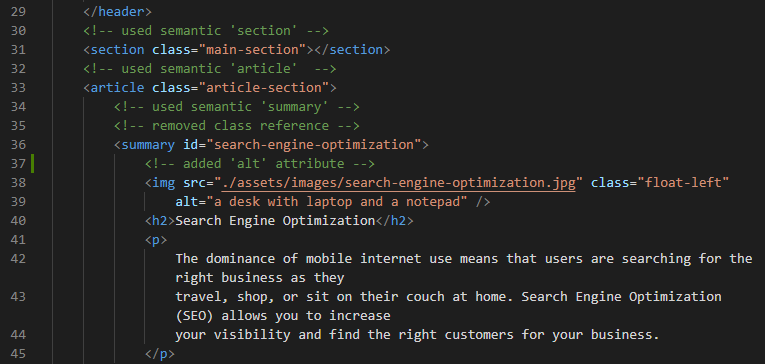 29 </header>
30 <!-- used semantic 'section' -->
31 <section class="main-section"></section>
32 <!-- used semantic 'article'  -->
33 <article class="article-section">
34 <!-- used semantic 'summary' -->
35 <!-- removed class reference -->
36 <summary id="search-engine-optimization">
37 <!-- added 'alt' attribute -->
38 <img src="./assets/images/search-engine-optimization.jpg" class="float-left"
39 alt="a desk with laptop and a notepad" />
40 <h2>Search Engine Optimization</h2>
41 <p>
42 The dominance of mobile internet use means that users are searching for the
right business as they
43 travel, shop, or sit on their couch at home. Search Engine Optimization
(SEO) allows you to increase
44 your visibility and find the right customers for your business.
45 </p>